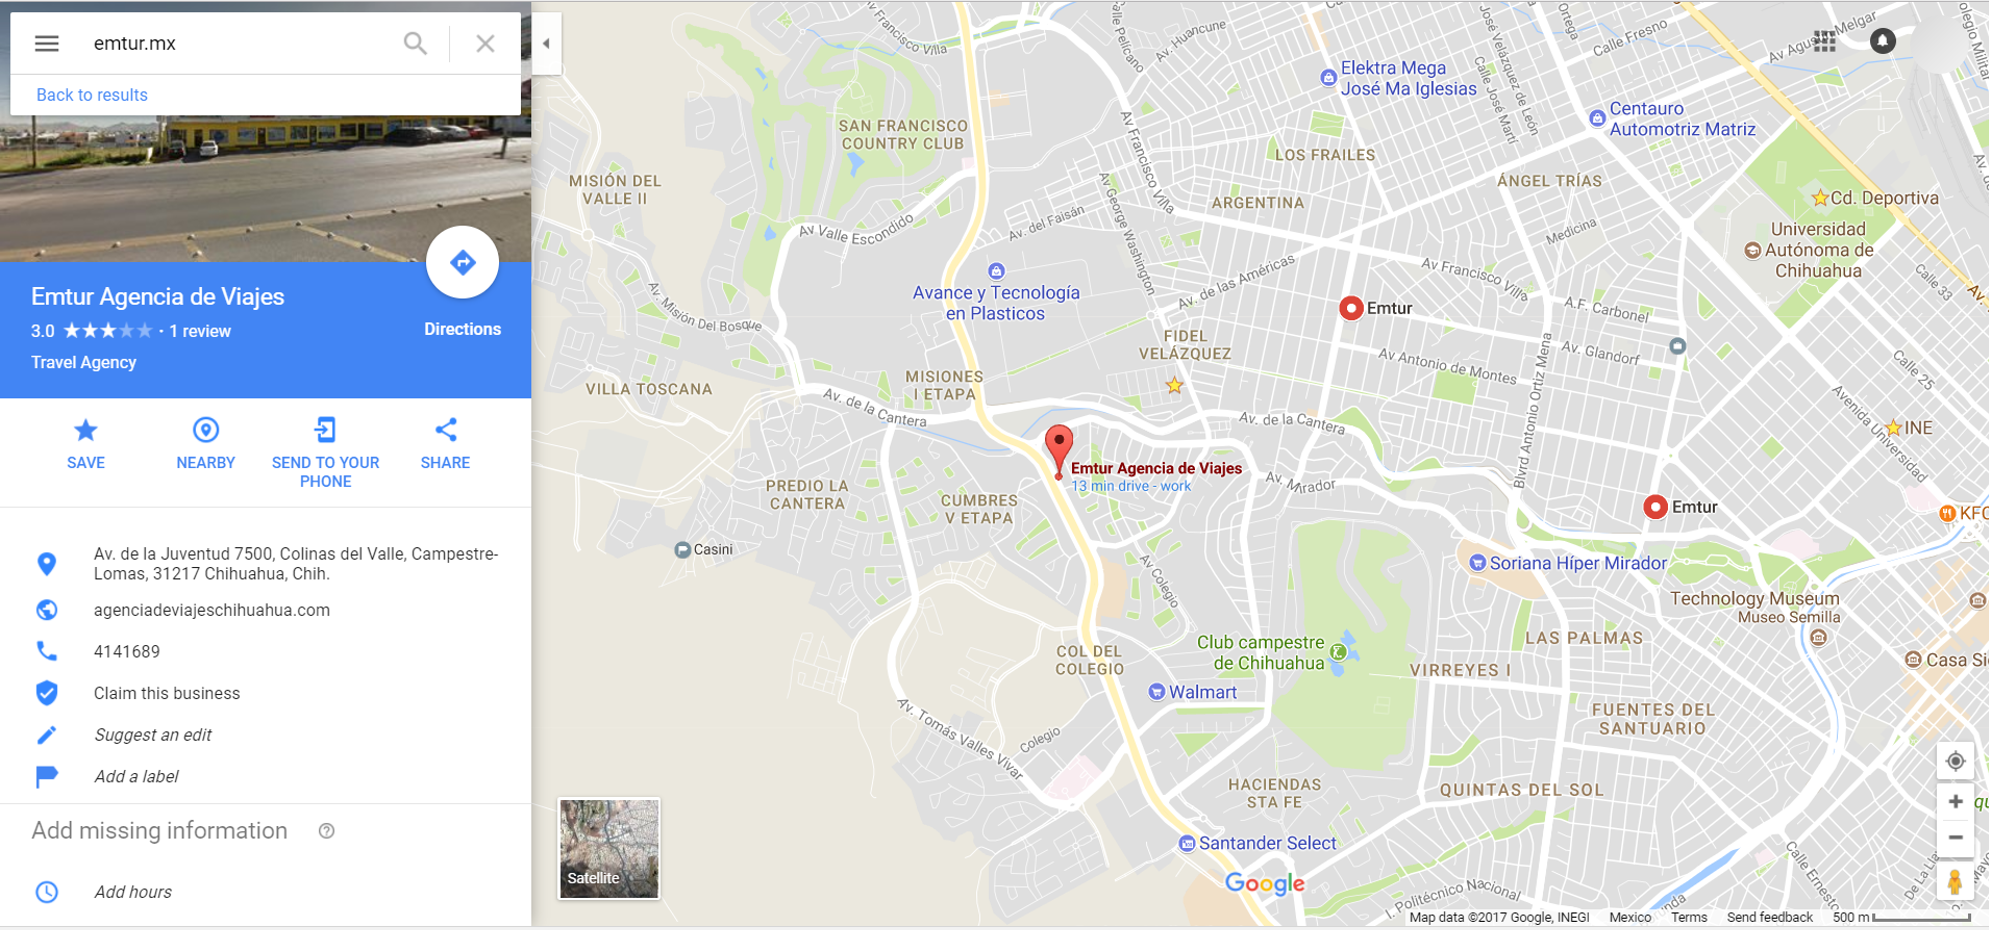 emtur.mx
Back to results
Emtur Agencia de Viajes
3.0 · 1 review
Directions
Travel Agency
SAVE
NEARBY
SEND TO YOUR
PHONE
SHARE
Av. de la Juventud 7500, Colinas del Valle, Campestre-
Lomas, 31217 Chihuahua, Chih.
agenciadeviajeschihuahua.com
4141689
Claim this business
Suggest an edit
Add a label
Add missing information
Add hours
Satellite
SAN FRANCISCO
COUNTRY CLUB
MISIÓN DEL
VALLE II
Av Valle Escondido
Av. Misión Del Bosque
Av. del Faisán
Av George Washington
Av Francisco Villa
Elektra Mega
José Ma Iglesias
Centauro
Automotriz Matriz
Calle Fresno
Calle José Martí
José Velázquez de León
LOS FRAILES
ÁNGEL TRÍAS
ARGENTINA
Cd. Deportiva
Universidad
Autónoma de
Chihuahua
Medicina
Calle 33
Av. de las Américas
Av Francisco Villa
A.F. Carbonel
Av. Glandorf
Av Antonio de Montes
Blvrd Antonio Ortiz Mena
Calle 25
Avenida Universidad
Avance y Tecnología
en Plasticos
Emtur
FIDEL
VELÁZQUEZ
MISIONES
I ETAPA
VILLA TOSCANA
Av. de la Cantera
Av. de la Cantera
INE
Emtur Agencia de Viajes
13 min drive - work
Av. Mirador
PREDIO LA
CANTERA
CUMBRES
V ETAPA
Emtur
KFC
Casini
Av Colegio
Soriana Híper Mirador
Technology Museum
Museo Semilla
Club campestre
de Chihuahua
LAS PALMAS
COL DEL
COLEGIO
VIRREYES I
Walmart
Av. Tomás Valles Vivar
Colegio
FUENTES DEL
SANTUARIO
HACIENDAS
STA FE
QUINTAS DEL SOL
Santander Select
Google
I. Politécnico Nacional
Map data ©2017 Google, INEGI
Mexico
Terms
Send feedback
500 m